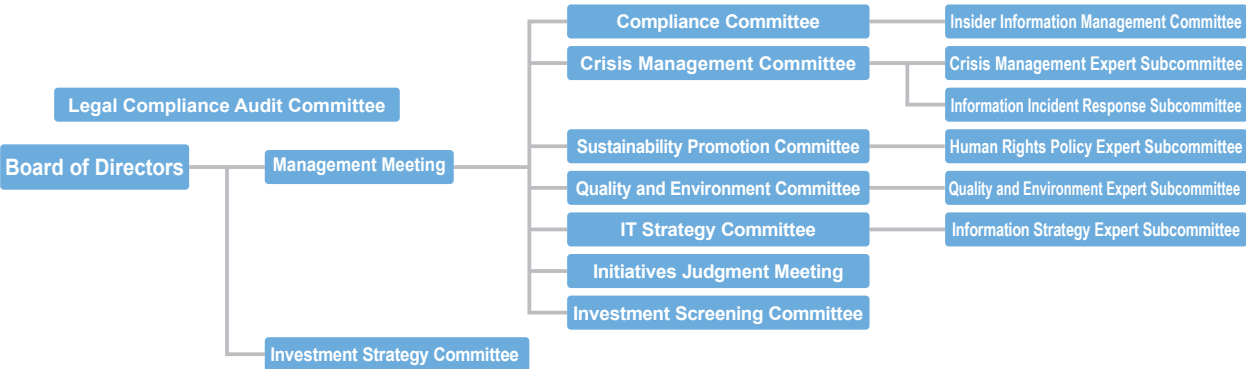 Compliance Committee
Insider Information Management Committee
Crisis Management Committee
Crisis Management Expert Subcommittee
Legal Compliance Audit Committee
Information Incident Response Subcommittee
Board of Directors
Management Meeting
Sustainability Promotion Committee
Human Rights Policy Expert Subcommittee
Quality and Environment Committee
Quality and Environment Expert Subcommittee
IT Strategy Committee
Information Strategy Expert Subcommittee
Initiatives Judgment Meeting
Investment Screening Committee
Investment Strategy Committee